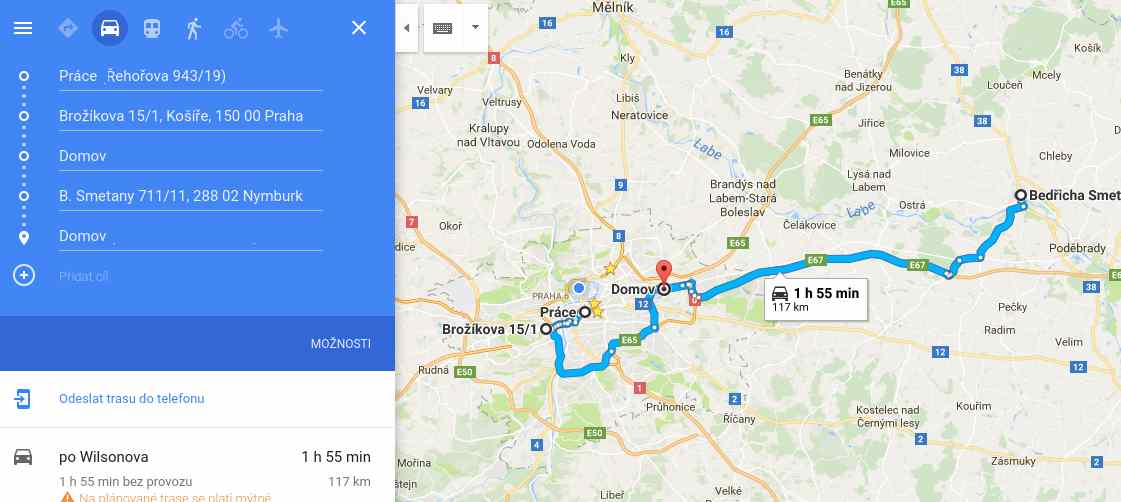 Práce Řehořova 943/19)
Brožíkova 15/1, Košíře, 150 00 Praha
Domov
B. Smetany 711/11, 288 02 Nymburk
Domov
Přidat cíl
MOŽNOSTI
Odeslat trasu do telefonu
po Wilsonova 1 h 55 min
1 h 55 min bez provozu 117 km
Na plánované trase se platí mýtné
Mělník
E65
16
16
8
Kly
Košík
Benátky
nad Jizerou
38
Mcely
Loučeň
Velvary
16
Veltrusy
Libiš
Neratovice
E65
Jiřice
38
Kralupy
nad Vltavou
Odolena Voda
Labe
Milovice
Chleby
9
Brandýs nad
Labem-Stará
Boleslav
Lysá nad
Labem
Labe
Ostrá
Bedřicha Smet
7
Okoř
8
E65
Čelákovice
dice
E67
E67
Poděbrady
38
PRAHA 6
Domov
12
1 h 55 min
117 km
Práce
Brožíkova 15/1
Pečky
Radim
E65
12
12
Velim
Rudná
E50
1
Průhonice
2
Říčany
Kostelec nad
Černými lesy
Kouřim
4
E50
2
Zásmuky
2
Mořina
štejn
Libeř
Velké